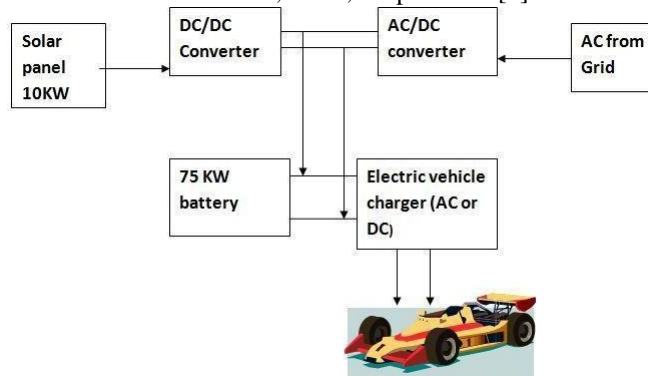 Solar
panel
10KW
DC/DC
Converter
AC/DC
converter
AC from
Grid
75 KW
battery
Electric vehicle
charger (AC or
DC)